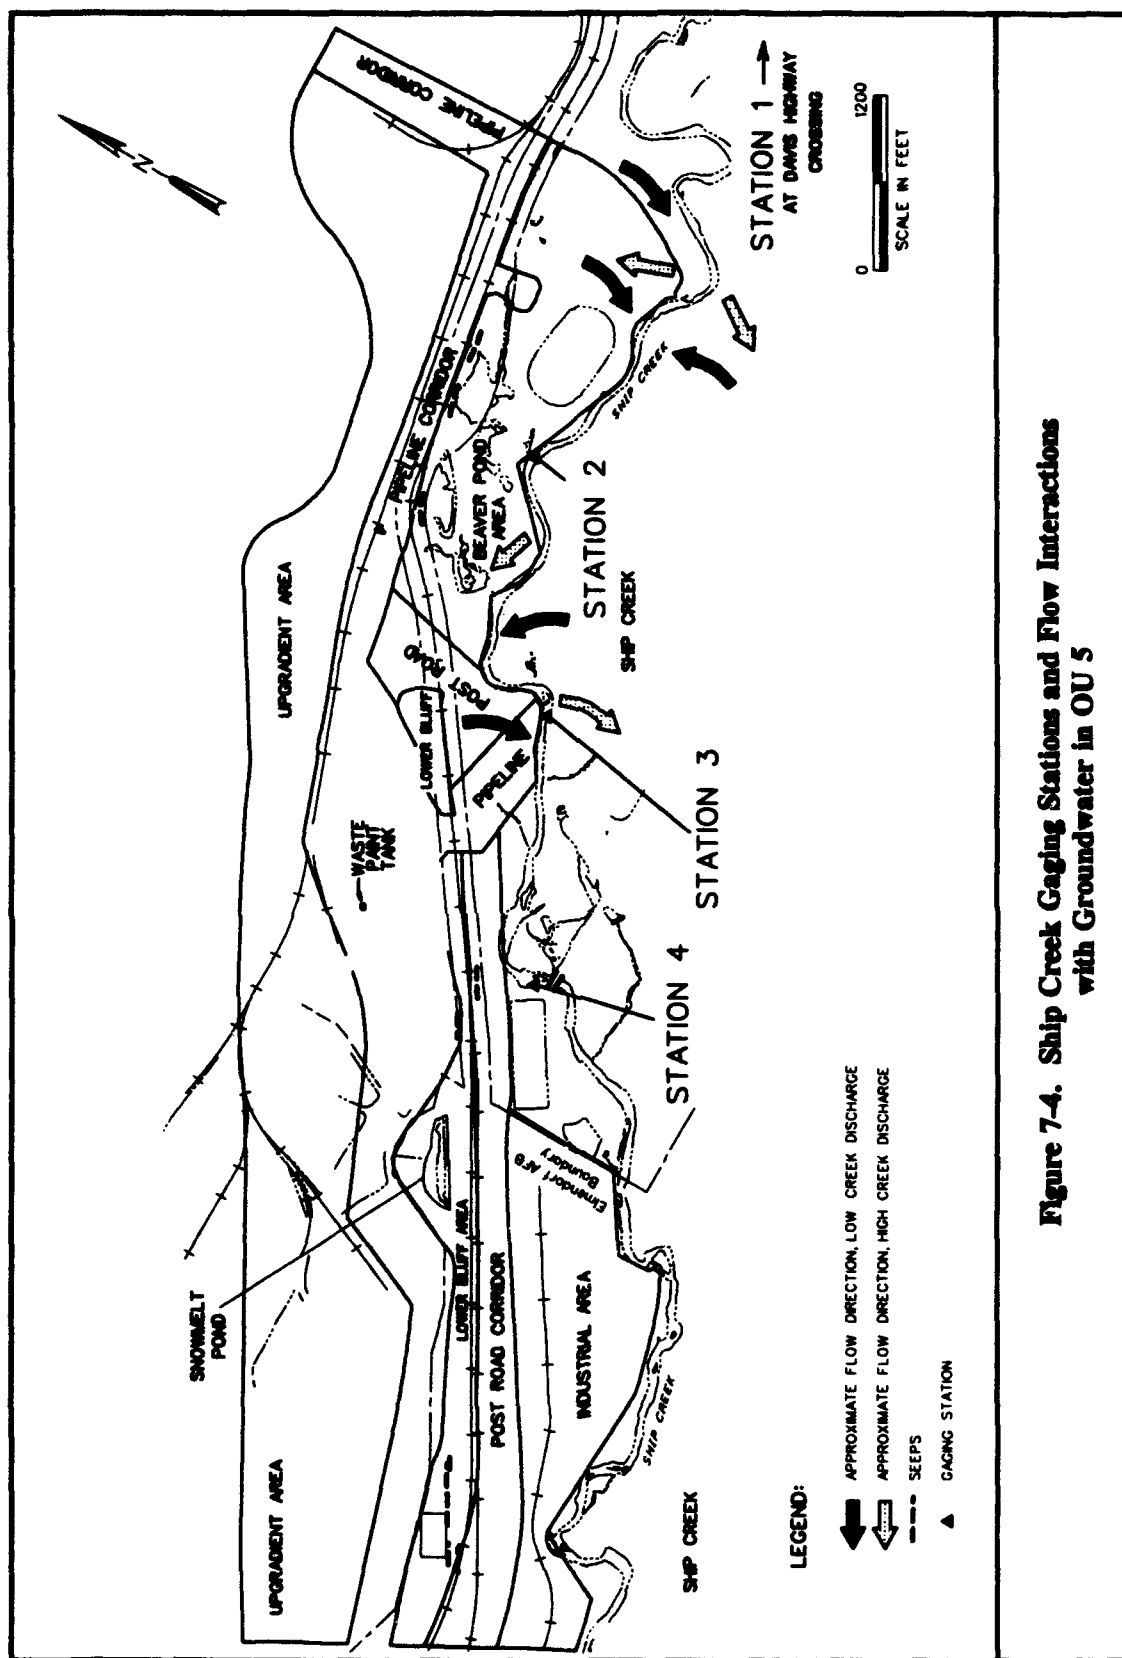 PIPELINE CORRIDOR
N
STATION 1
AT DAVIS HIGHWAY
CROSSING
0 1200
SCALE IN FEET
UPGRADIENT AREA
PIPELINE CORRIDOR
BEAVER POND
AREA
SHIP CREEK
STATION 2
SHIP CREEK
POST ROAD
LOWER BLUFF
PIPELINE
WASTE
PAINT
TANK
STATION 3
STATION 4
Elmendorf AFB
Boundary
SNOWMELT
POND
LOWER BLUFF AREA
POST ROAD CORRIDOR
INDUSTRIAL AREA
UPGRADIENT AREA
SHIP CREEK
SHIP CREEK
LEGEND:
APPROXIMATE FLOW DIRECTION, LOW CREEK DISCHARGE
APPROXIMATE FLOW DIRECTION, HIGH CREEK DISCHARGE
SEEPS
GAGING STATION
Figure 7-4. Ship Creek Gaging Stations and Flow Interactions
with Groundwater in OU 5